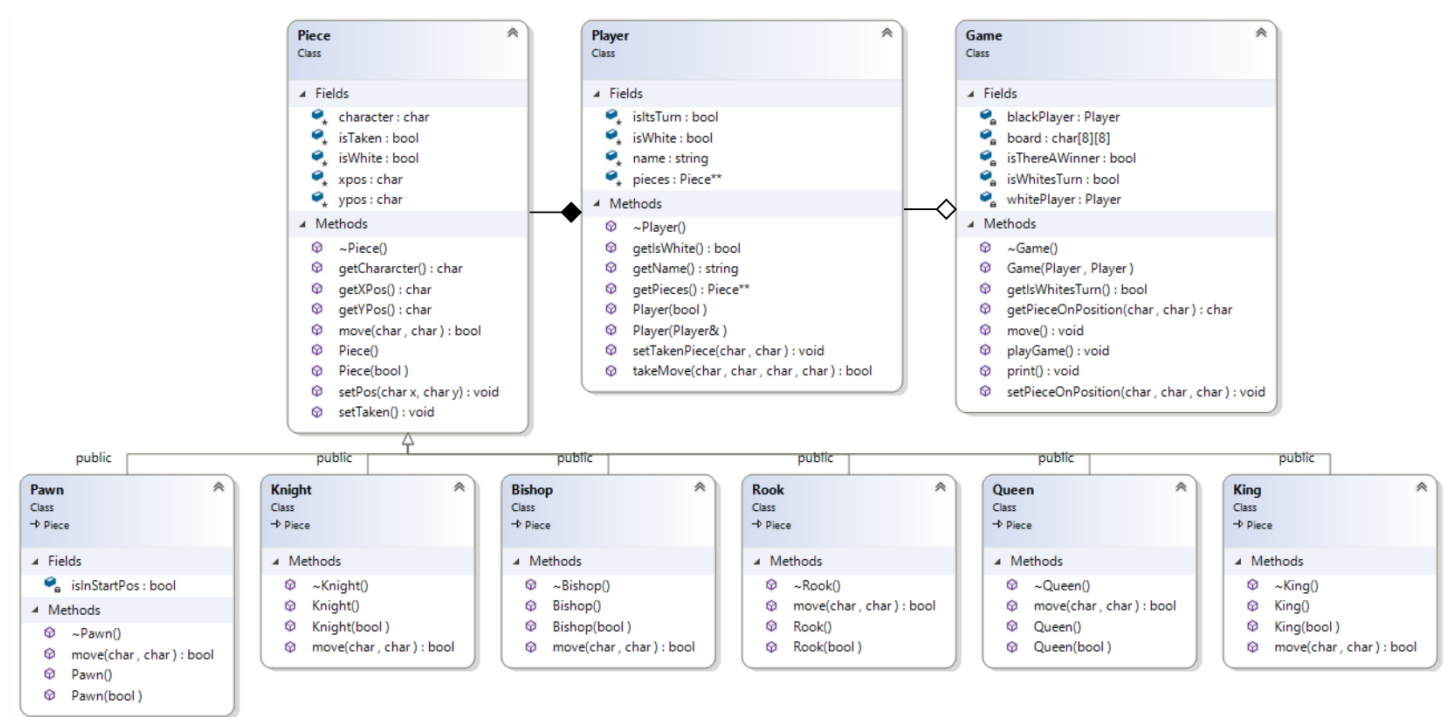 Piece
Class
Fields
character : char
isTaken : bool
isWhite : bool
xpos : char
ypos : char
Methods
~Piece()
getChararcter() : char
getXPos() : char
getYPos() : char
move(char , char ) : bool
Piece()
Piece(bool )
setPos(char x, char y) : void
setTaken() : void
Player
Class
Fields
isItsTurn : bool
isWhite : bool
name : string
pieces : Piece**
Methods
~Player()
getIsWhite() : bool
getName() : string
getPieces() : Piece**
Player(bool )
Player(Player& )
setTakenPiece(char , char ) : void
takeMove(char , char , char , char ) : bool
Game
Class
Fields
blackPlayer : Player
board : char[8][8]
isThereAWinner : bool
isWhitesTurn : bool
whitePlayer : Player
Methods
~Game()
Game(Player , Player )
getIsWhitesTurn() : bool
getPieceOnPosition(char , char ) : char
move() : void
playGame() : void
print() : void
setPieceOnPosition(char , char , char ) : void
public
public
public
public
public
public
Pawn
Class
Piece
Fields
isInStartPos : bool
Methods
~Pawn()
move(char , char ) : bool
Pawn()
Pawn(bool )
Knight
Class
Piece
Methods
~Knight()
Knight()
Knight(bool )
move(char , char ) : bool
Bishop
Class
Piece
Methods
~Bishop()
Bishop()
Bishop(bool )
move(char , char ) : bool
Rook
Class
Piece
Methods
~Rook()
move(char , char ) : bool
Rook()
Rook(bool )
Queen
Class
Piece
Methods
~Queen()
move(char , char ) : bool
Queen()
Queen(bool )
King
Class
Piece
Methods
~King()
King()
King(bool )
move(char , char ) : bool